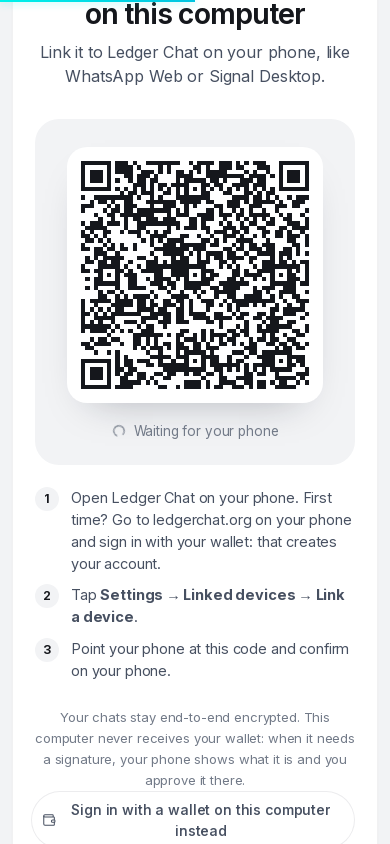 on this computer
Link it to Ledger Chat on your phone, like
WhatsApp Web or Signal Desktop.
Waiting for your phone
1 Open Ledger Chat on your phone. First
time? Go to ledgerchat.org on your phone
and sign in with your wallet: that creates
your account.
2 Tap Settings → Linked devices → Link
a device.
3 Point your phone at this code and confirm
on your phone.
Your chats stay end-to-end encrypted. This
computer never receives your wallet: when it needs
a signature, your phone shows what it is and you
approve it there.
Sign in with a wallet on this computer
instead